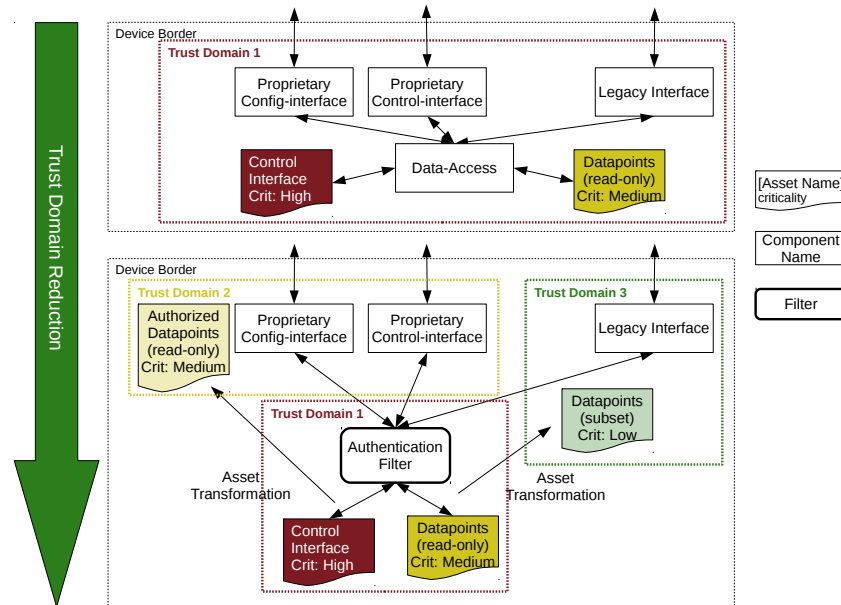 Trust Domain Reduction
Device Border
Trust Domain 1
Proprietary
Config-interface
Proprietary
Control-interface
Legacy Interface
Control
Interface
Crit: High
Data-Access
Datapoints
(read-only)
Crit: Medium
[Asset Name]
criticality
Component
Name
Filter
Device Border
Trust Domain 2
Trust Domain 3
Authorized
Datapoints
(read-only)
Crit: Medium
Proprietary
Config-interface
Proprietary
Control-interface
Legacy Interface
Trust Domain 1
Datapoints
(subset)
Crit: Low
Authentication
Filter
Asset
Transformation
Asset
Transformation
Control
Interface
Crit: High
Datapoints
(read-only)
Crit: Medium